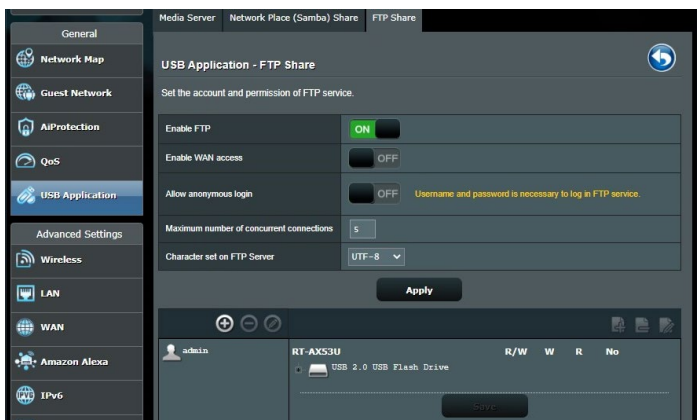 Media Server Network Place (Samba) Share FTP Share
General
Network Map
Guest Network
AiProtection
QoS
USB Application
Advanced Settings
Wireless
LAN
WAN
Amazon Alexa
IPv6
USB Application - FTP Share
Set the account and permission of FTP service.
Enable FTP ON
Enable WAN access OFF
Allow anonymous login OFF Username and password is necessary to log in FTP service.
Maximum number of concurrent connections 5
Character set on FTP Server UTF-8
Apply
admin
RT-AX53U R/W W R No
USB 2.0 USB Flash Drive
Save